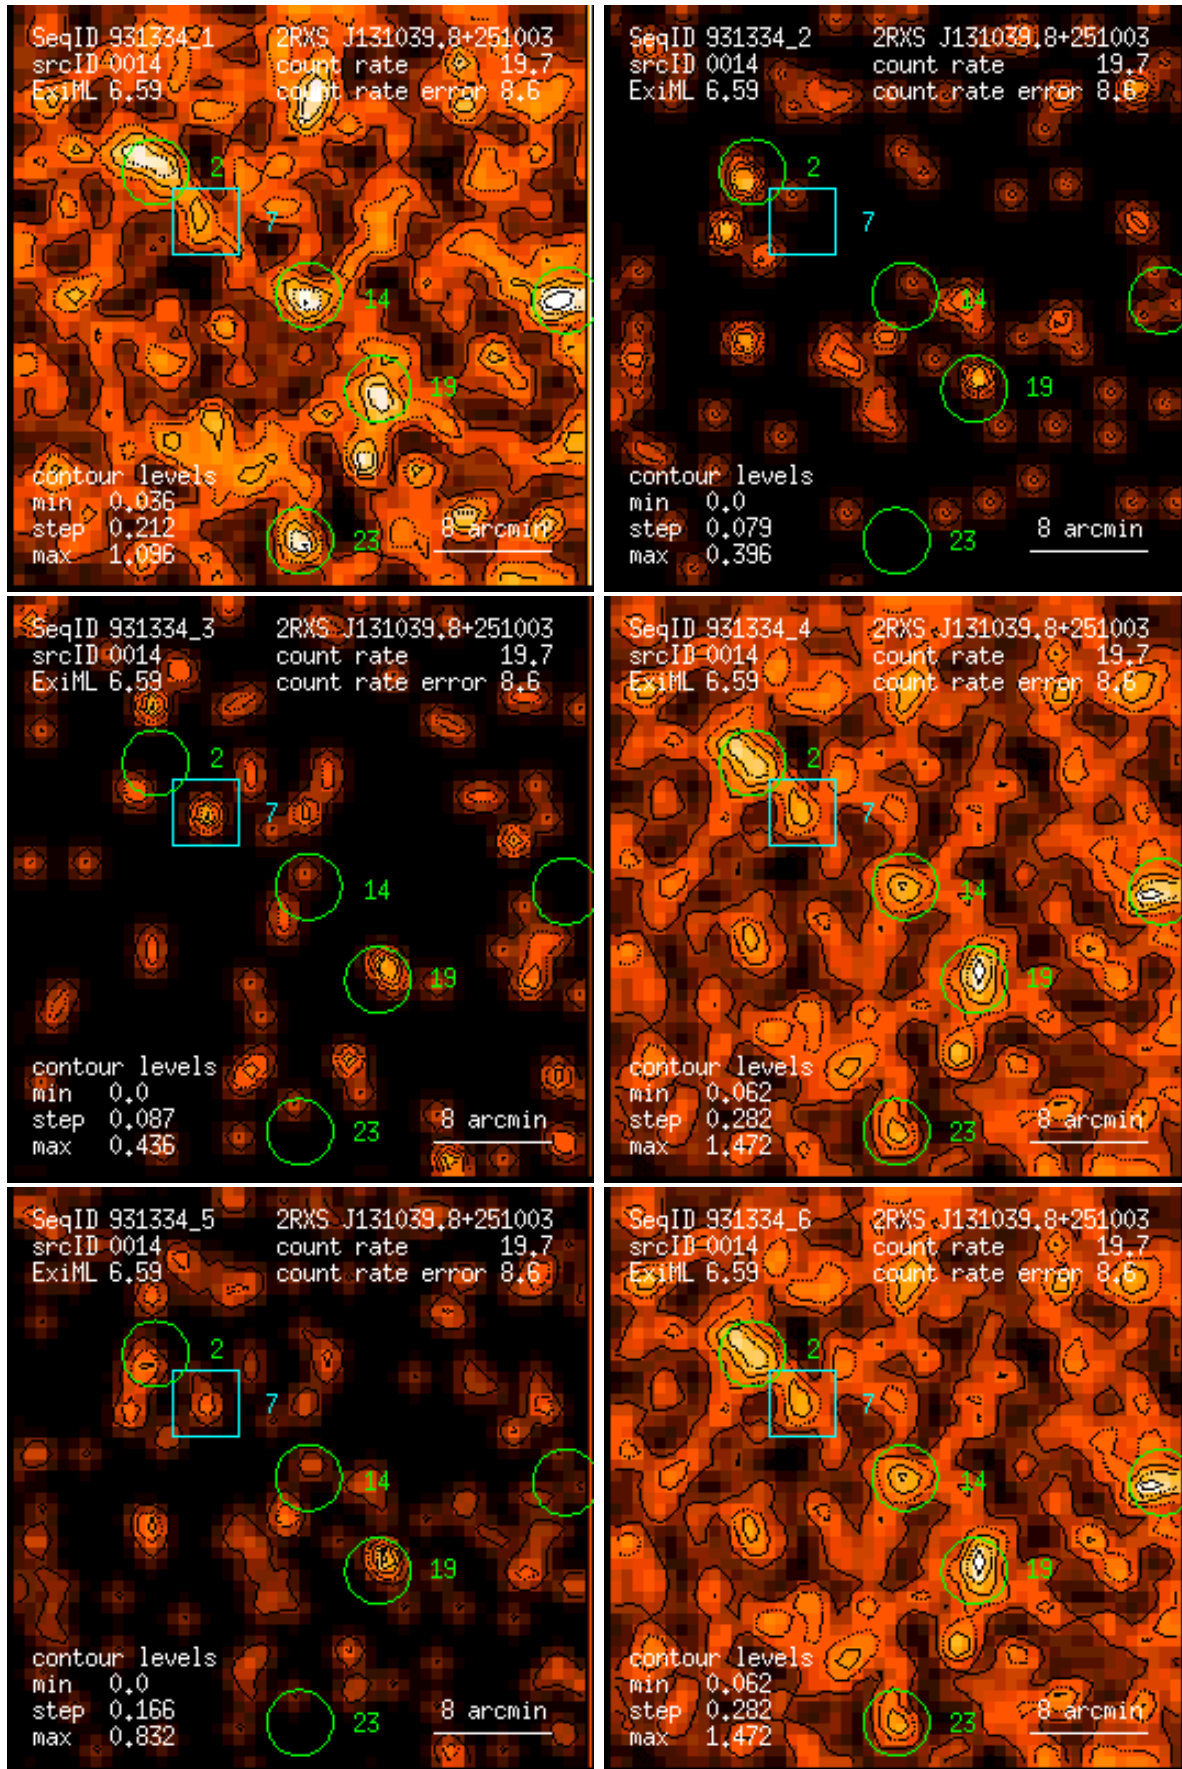 SeqID 931334_1 2RXS J131039.8+251003
srcID 0014 count rate 19.7
ExiML 6.59 count rate error 8.6
2
7
14
19
contour levels
min 0.036
step 0.212
max 1.096
23
8 arcmin
SeqID 931334_2 2RXS J131039.8+251003
srcID 0014 count rate 19.7
ExiML 6.59 count rate error 8.6
2
7
14
19
contour levels
min 0.0
step 0.079
max 0.396
23
8 arcmin
SeqID 931334_3 2RXS J131039.8+251003
srcID 0014 count rate 19.7
ExiML 6.59 count rate error 8.6
2
7
14
19
contour levels
min 0.0
step 0.087
max 0.436
23
8 arcmin
SeqID 931334_4 2RXS J131039.8+251003
srcID 0014 count rate 19.7
ExiML 6.59 count rate error 8.6
2
7
14
19
contour levels
min 0.062
step 0.282
max 1.472
23
8 arcmin
SeqID 931334_5 2RXS J131039.8+251003
srcID 0014 count rate 19.7
ExiML 6.59 count rate error 8.6
2
7
14
19
contour levels
min 0.0
step 0.166
max 0.832
23
8 arcmin
SeqID 931334_6 2RXS J131039.8+251003
srcID 0014 count rate 19.7
ExiML 6.59 count rate error 8.6
2
7
14
19
contour levels
min 0.062
step 0.282
max 1.472
23
8 arcmin